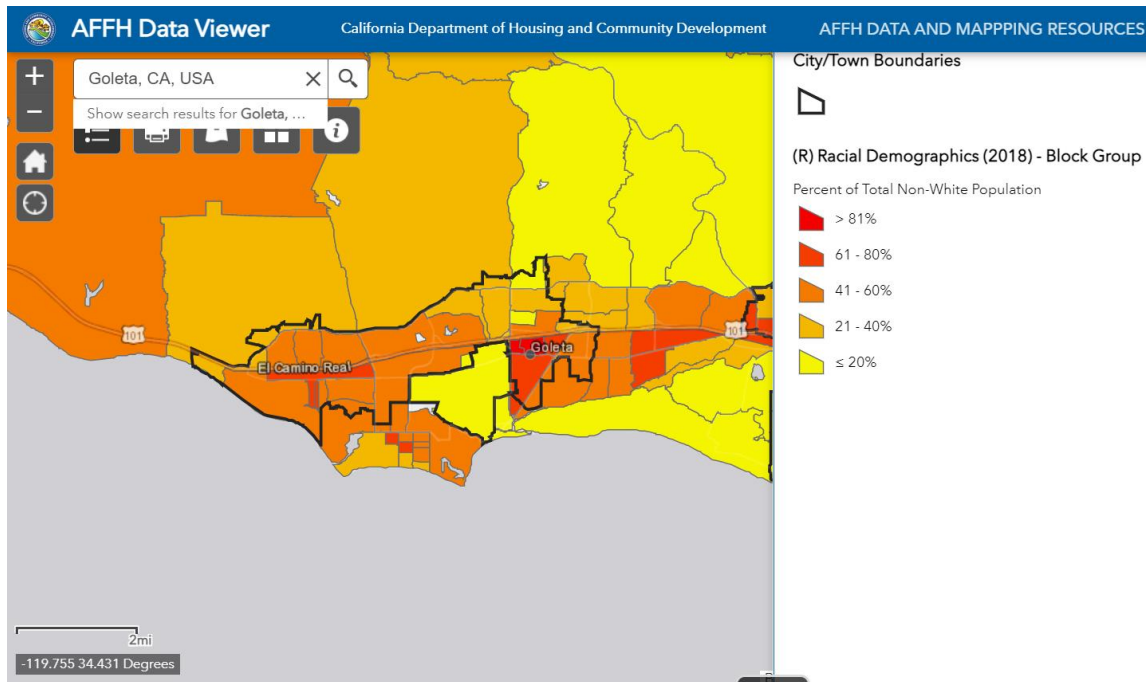 AFFH Data Viewer
California Department of Housing and Community Development
AFFH DATA AND MAPPPING RESOURCES
+
Goleta, CA, USA
−
Show search results for Goleta, ...
City/Town Boundaries
(R) Racial Demographics (2018) - Block Group
Percent of Total Non-White Population
> 81%
61 - 80%
41 - 60%
21 - 40%
≤ 20%
101
101
Goleta
El Camino Real
2mi
-119.755 34.431 Degrees